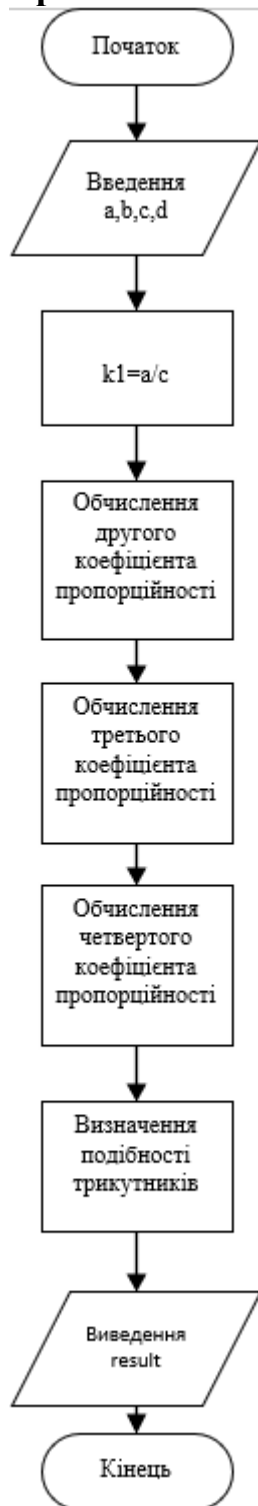 Початок
Введення
a,b,c,d
k1=a/c
Обчислення
другого
коефіцієнта
пропорційності
Обчислення
третього
коефіцієнта
пропорційності
Обчислення
четвертого
коефіцієнта
пропорційності
Визначення
подібності
трикутників
Виведення
result
Кінець